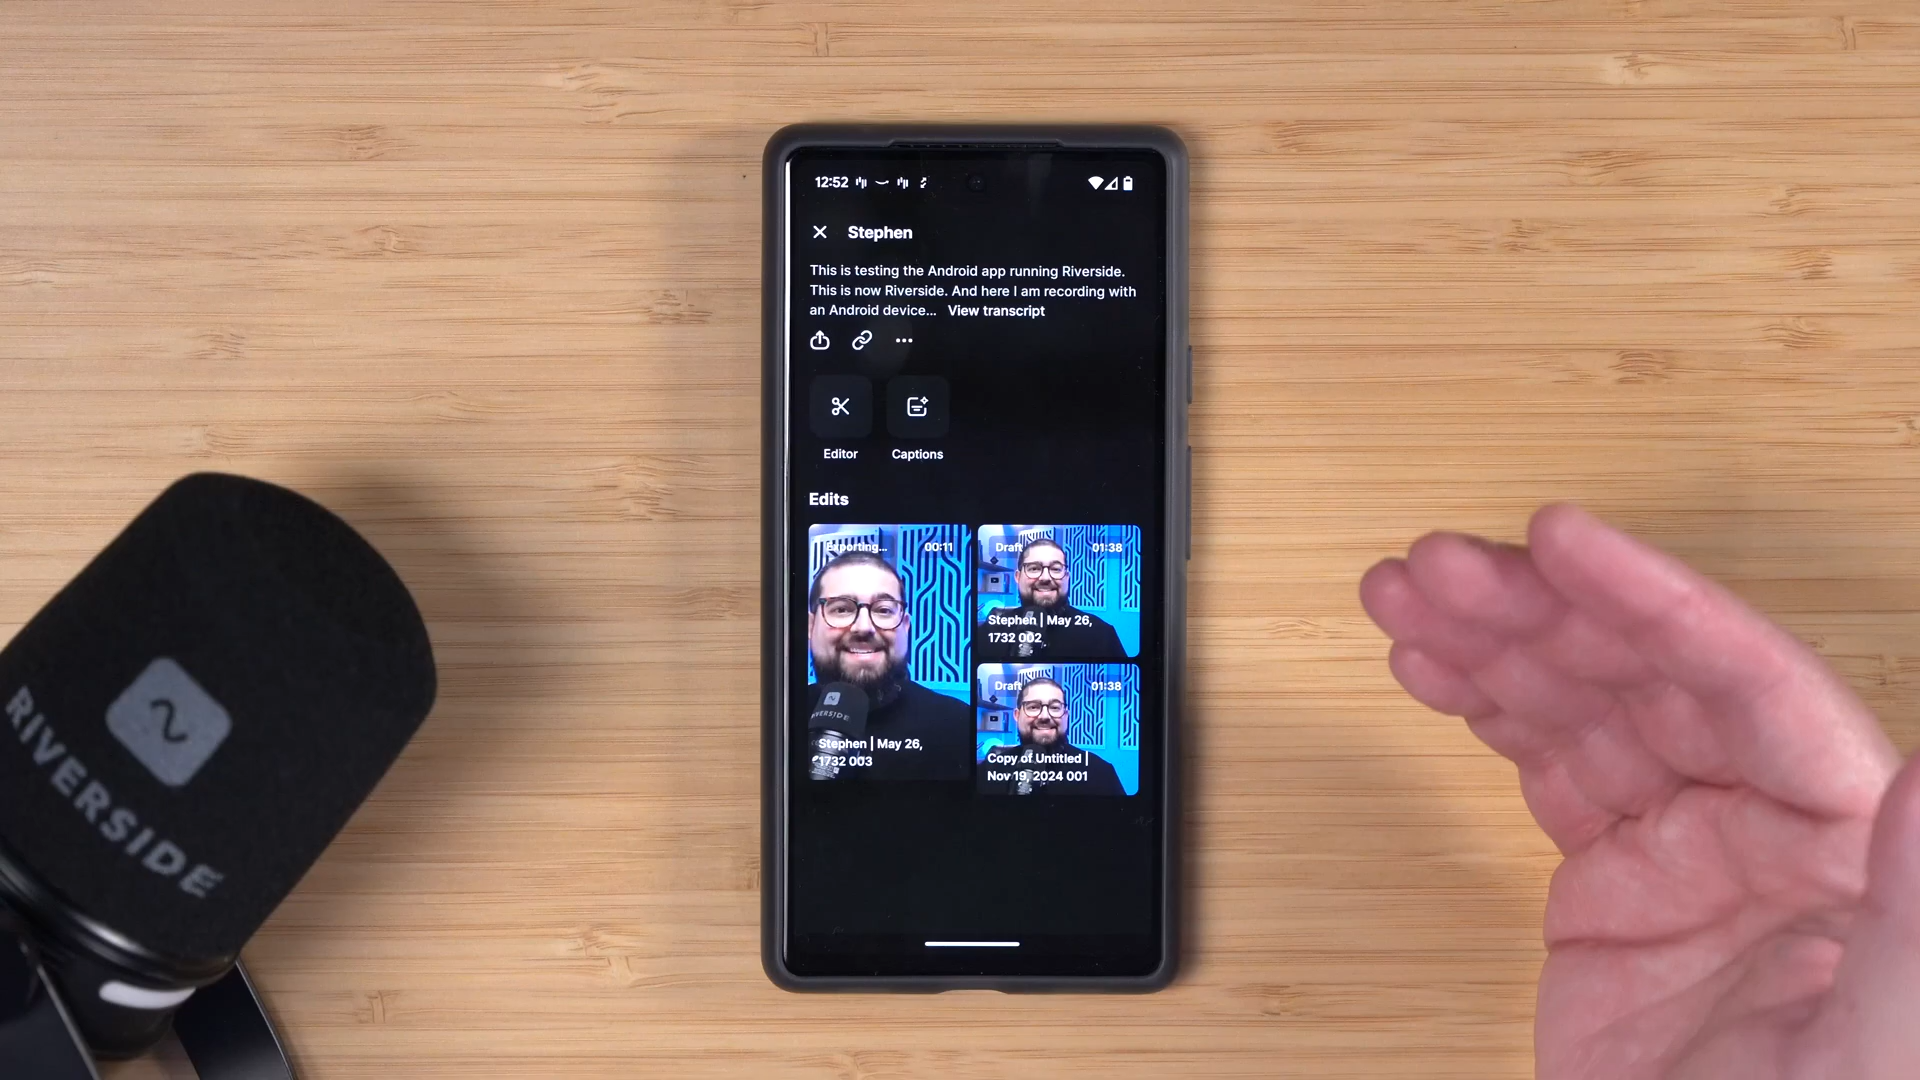 12:52
Stephen
This is testing the Android app running Riverside.
This is now Riverside. And here I am recording with
an Android device... View transcript
Editor
Captions
Edits
Exporting... 00:11
Stephen | May 26,
1732 003
Draft 01:38
Stephen | May 26,
1732 002
Draft 01:38
Copy of Untitled |
Nov 19, 2024 001
RIVERSIDE
RIVERSIDE